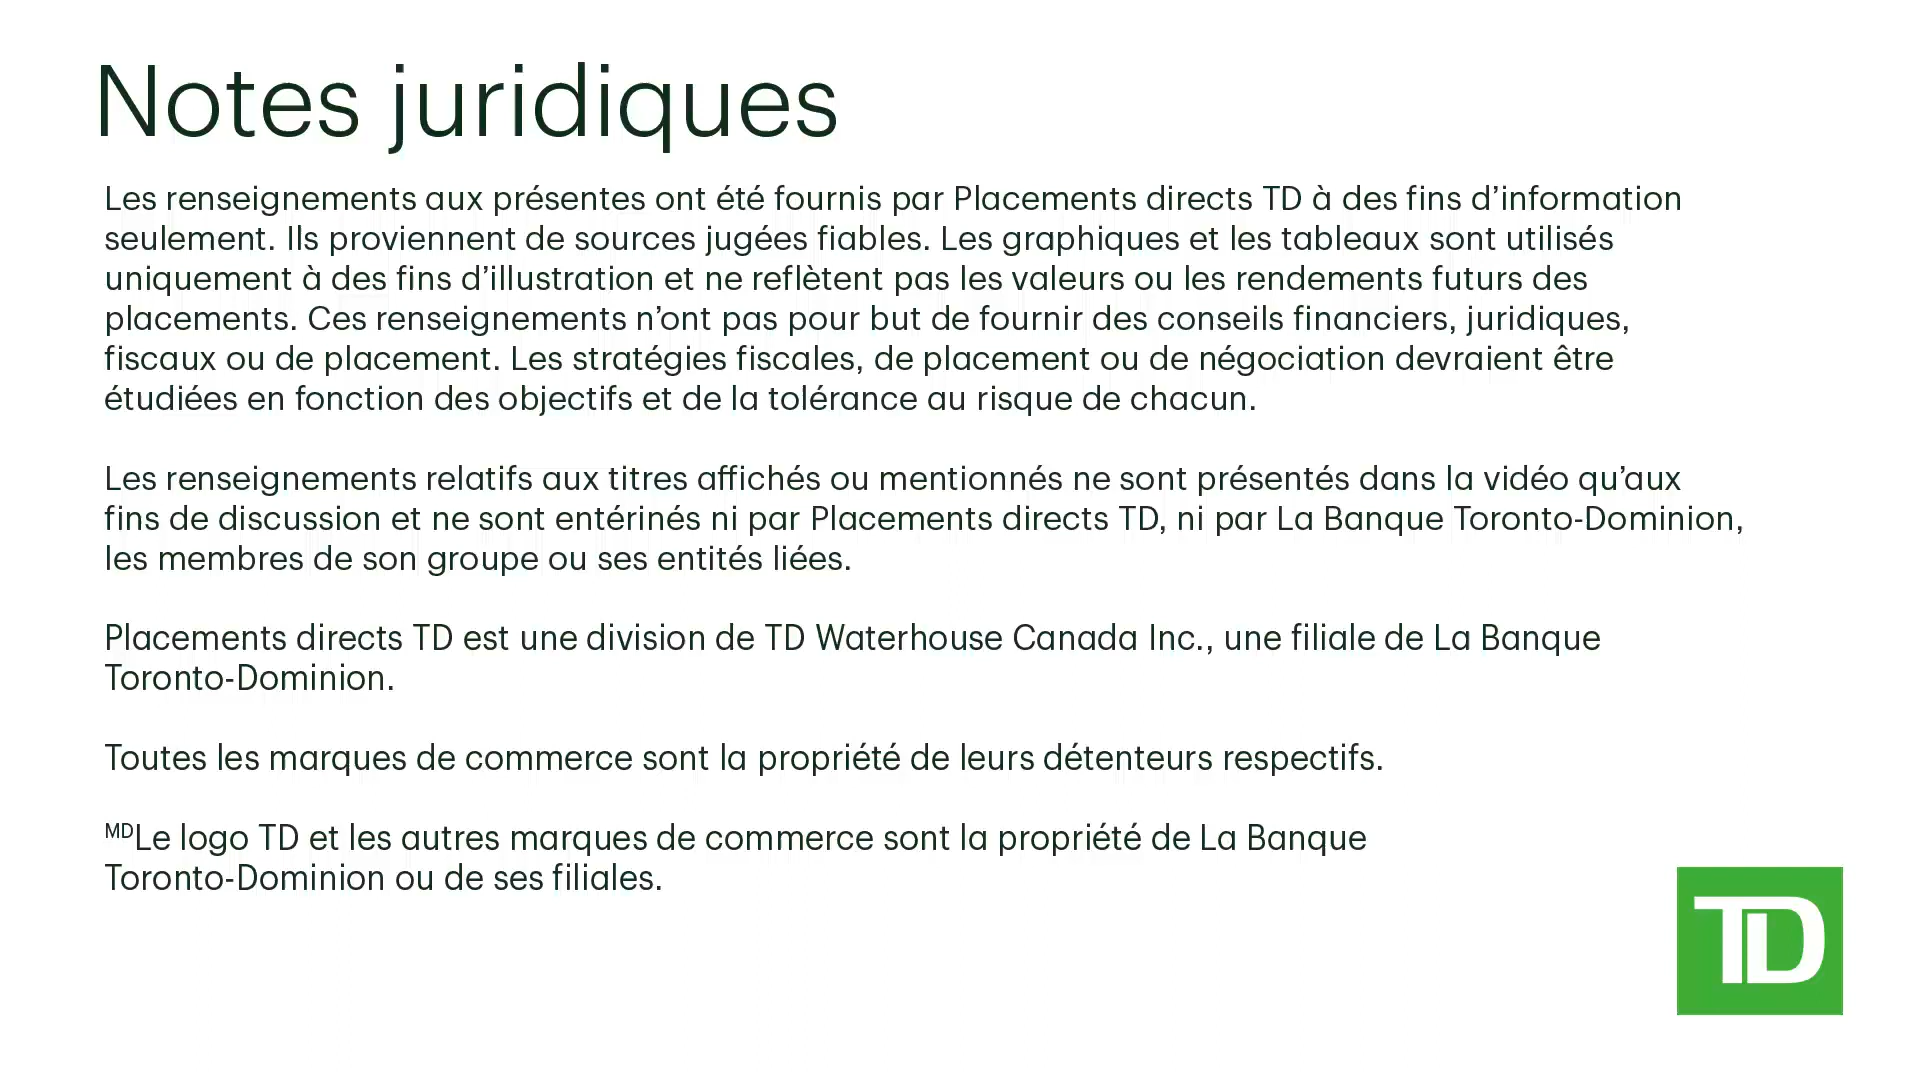 Notes juridiques
Les renseignements aux présentes ont été fournis par Placements directs TD à des fins d’information
seulement. Ils proviennent de sources jugées fiables. Les graphiques et les tableaux sont utilisés
uniquement à des fins d’illustration et ne reflètent pas les valeurs ou les rendements futurs des
placements. Ces renseignements n’ont pas pour but de fournir des conseils financiers, juridiques,
fiscaux ou de placement. Les stratégies fiscales, de placement ou de négociation devraient être
étudiées en fonction des objectifs et de la tolérance au risque de chacun.
Les renseignements relatifs aux titres affichés ou mentionnés ne sont présentés dans la vidéo qu’aux
fins de discussion et ne sont entérinés ni par Placements directs TD, ni par La Banque Toronto-Dominion,
les membres de son groupe ou ses entités liées.
Placements directs TD est une division de TD Waterhouse Canada Inc., une filiale de La Banque
Toronto-Dominion.
Toutes les marques de commerce sont la propriété de leurs détenteurs respectifs.
MDLe logo TD et les autres marques de commerce sont la propriété de La Banque
Toronto-Dominion ou de ses filiales.
TD